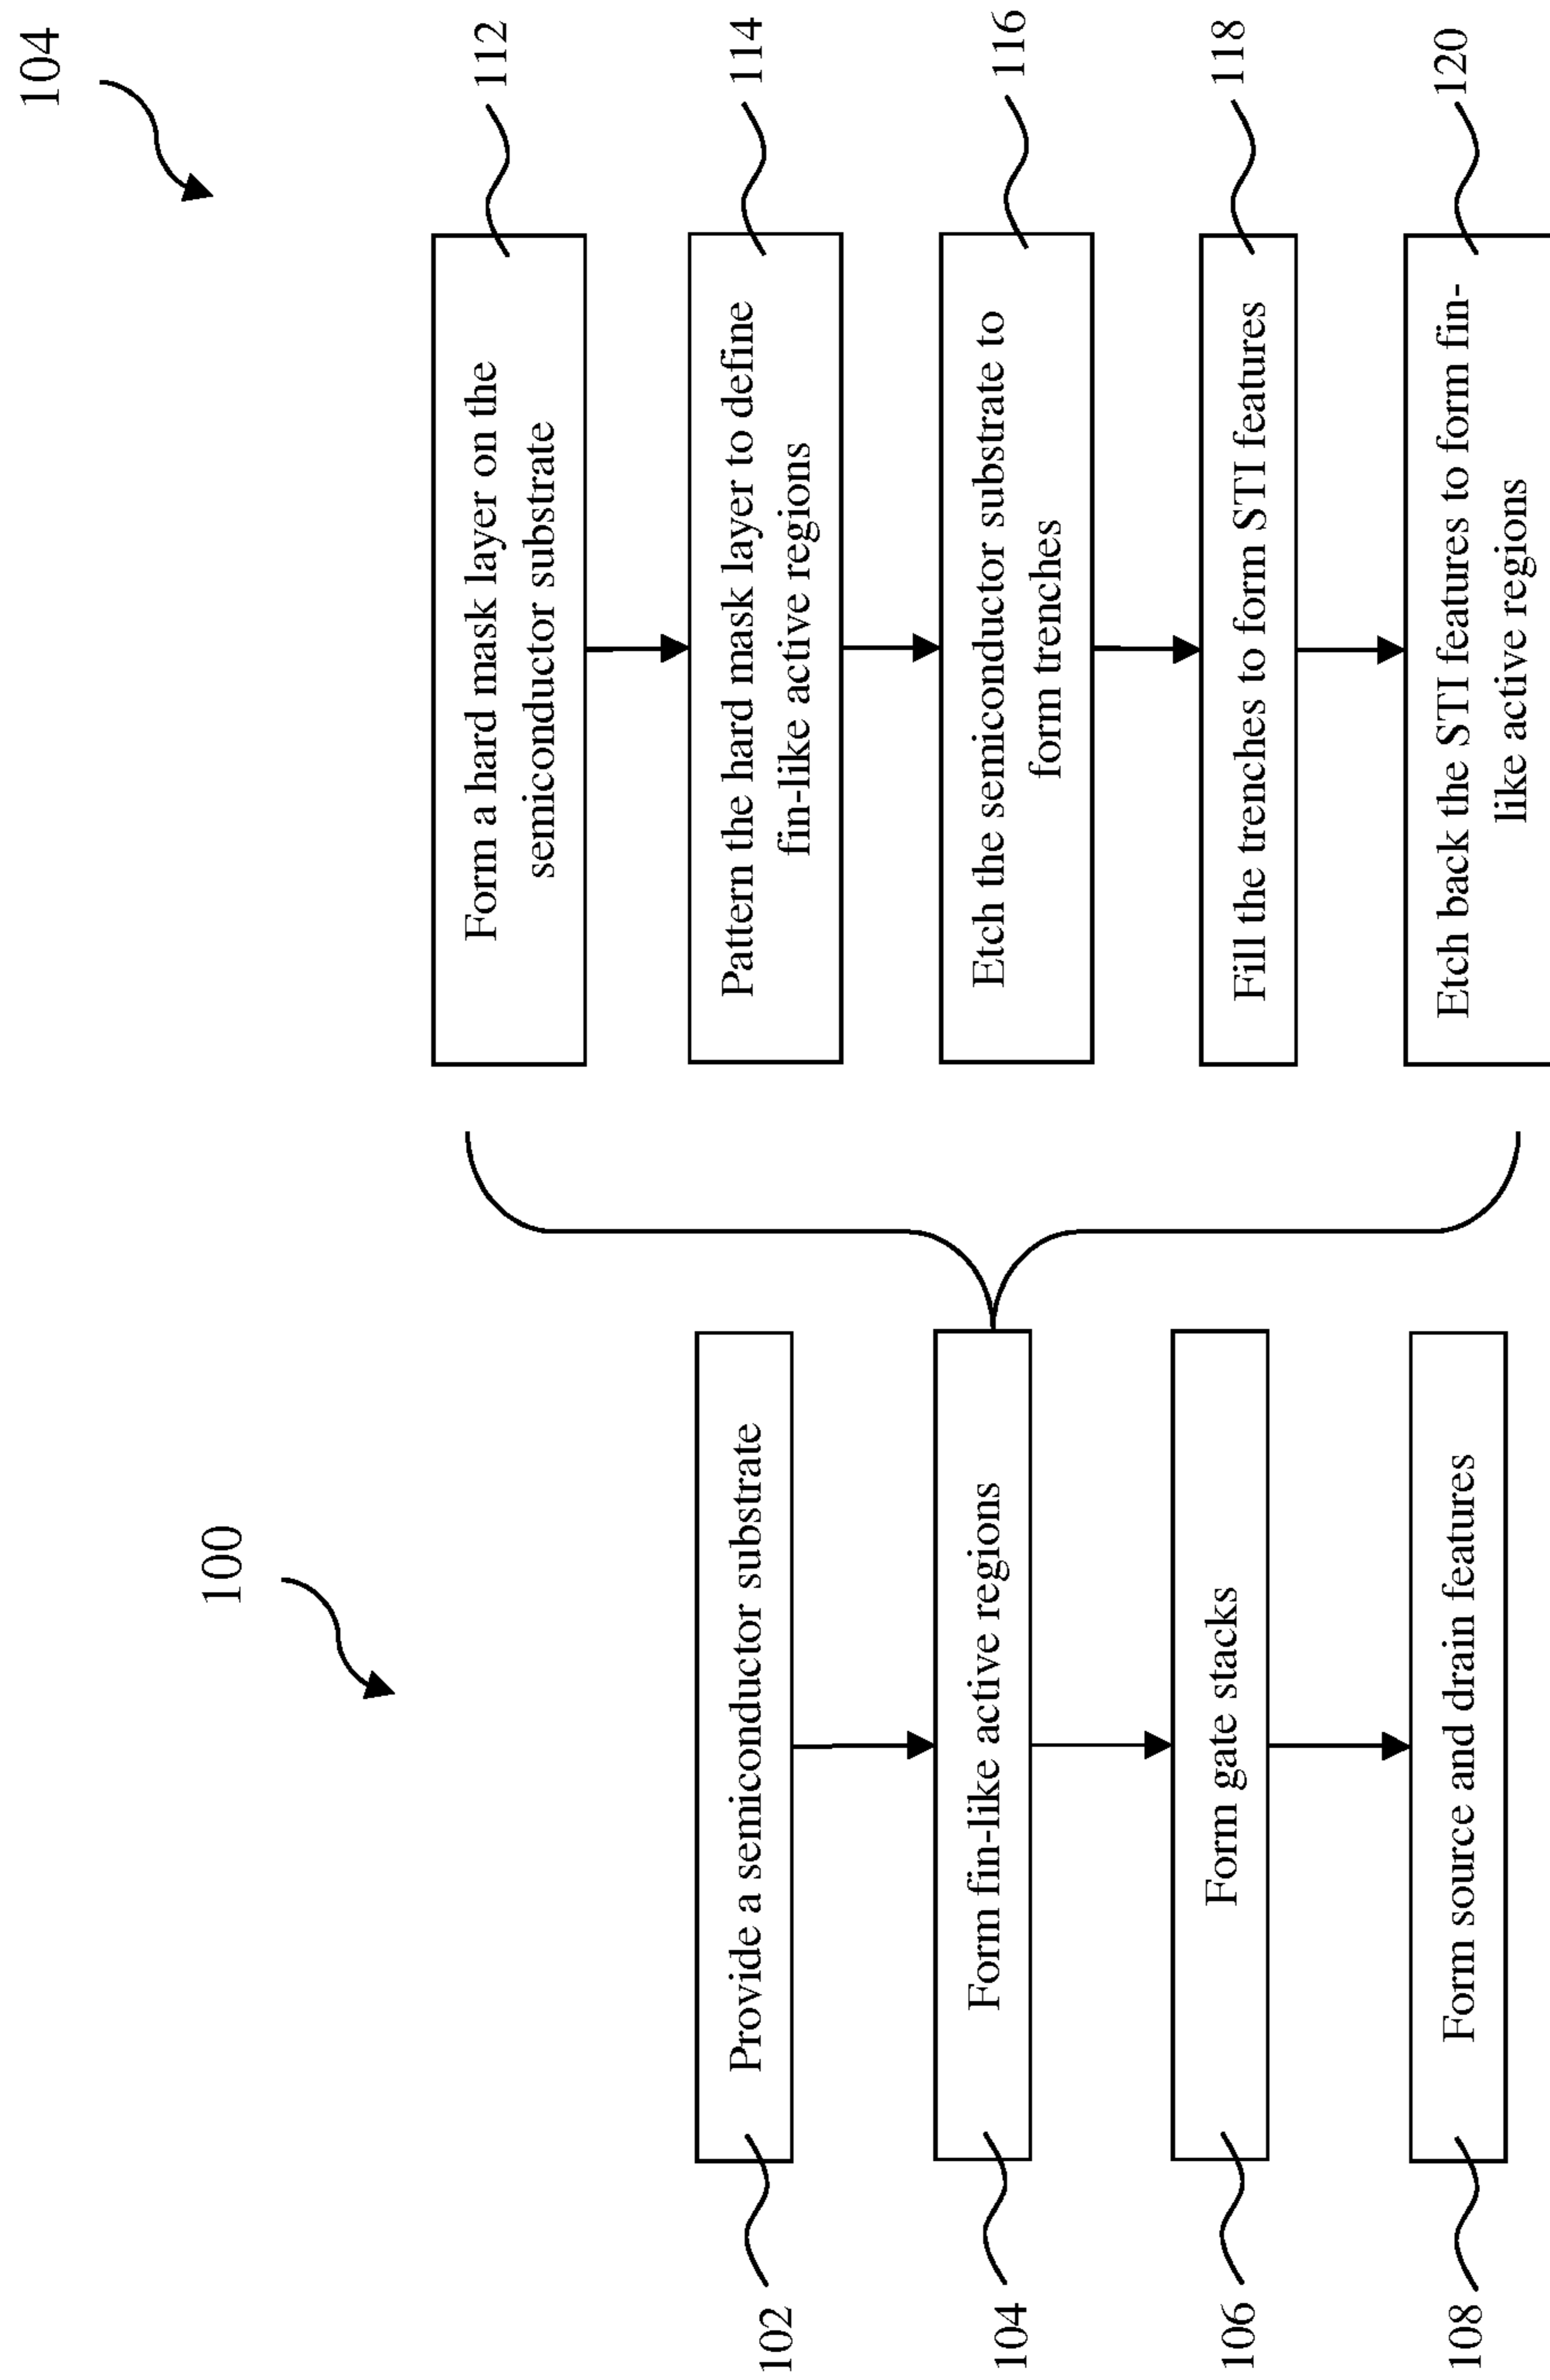 100
102
Provide a semiconductor substrate
104
Form fin-like active regions
106
Form gate stacks
108
Form source and drain features
104
Form a hard mask layer on the
semiconductor substrate
112
Pattern the hard mask layer to define
fin-like active regions
114
Etch the semiconductor substrate to
form trenches
116
Fill the trenches to form STI features
118
Etch back the STI features to form fin-
like active regions
120